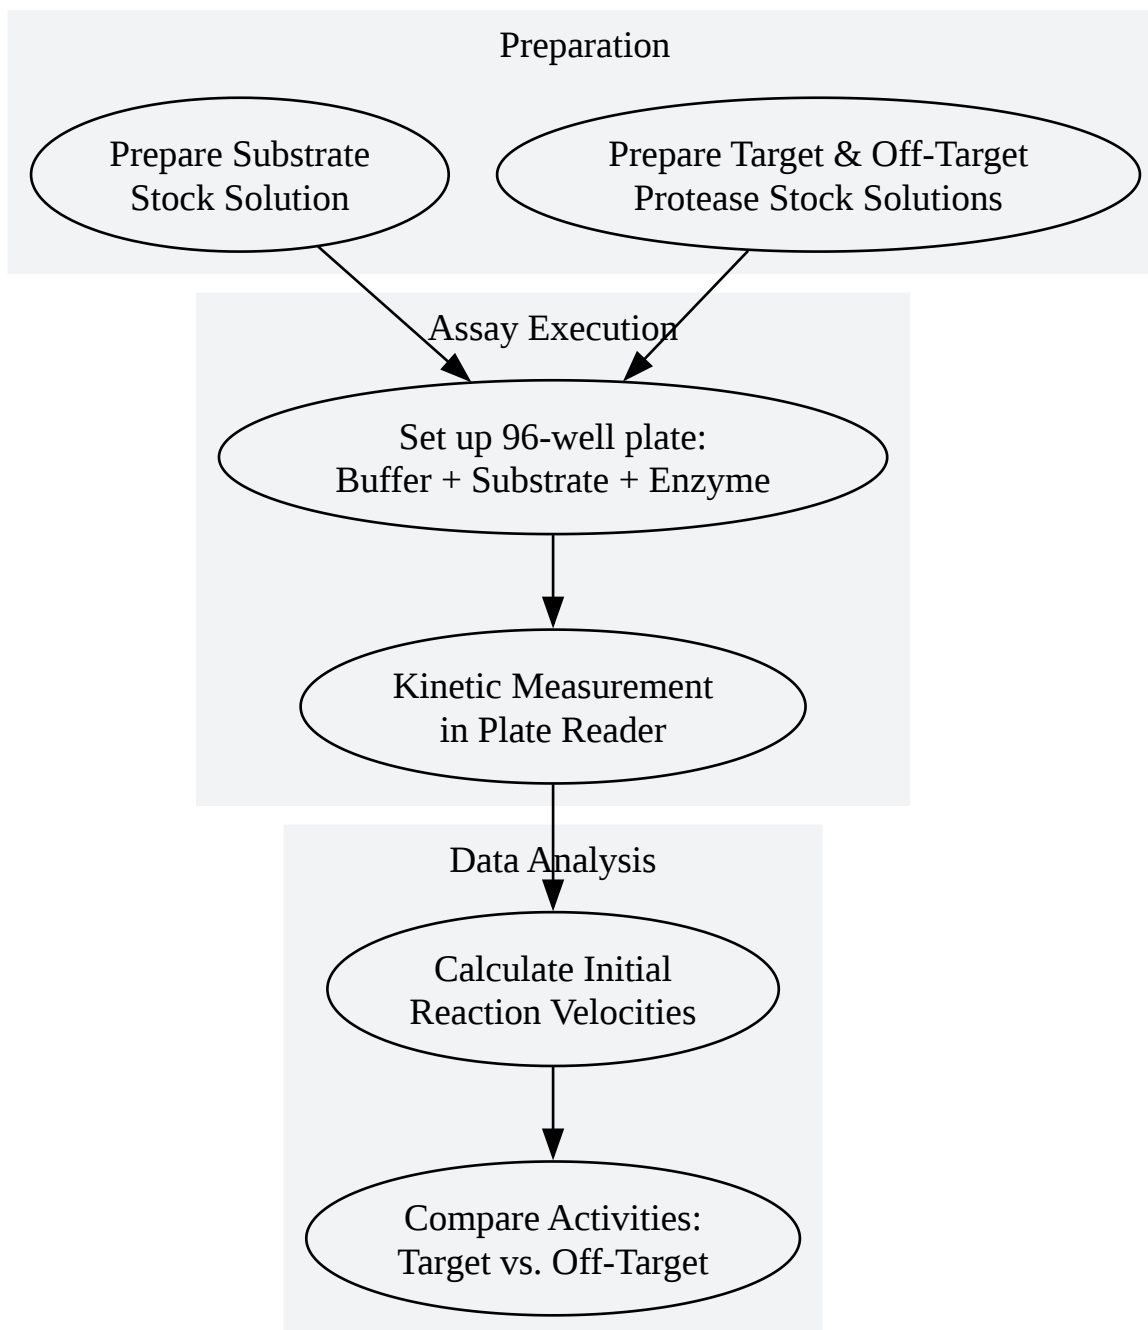 Preparation
Prepare Substrate
Stock Solution
Prepare Target & Off-Target
Protease Stock Solutions
Assay Execution
Set up 96-well plate:
Buffer + Substrate + Enzyme
Kinetic Measurement
in Plate Reader
Data Analysis
Calculate Initial
Reaction Velocities
Compare Activities:
Target vs. Off-Target